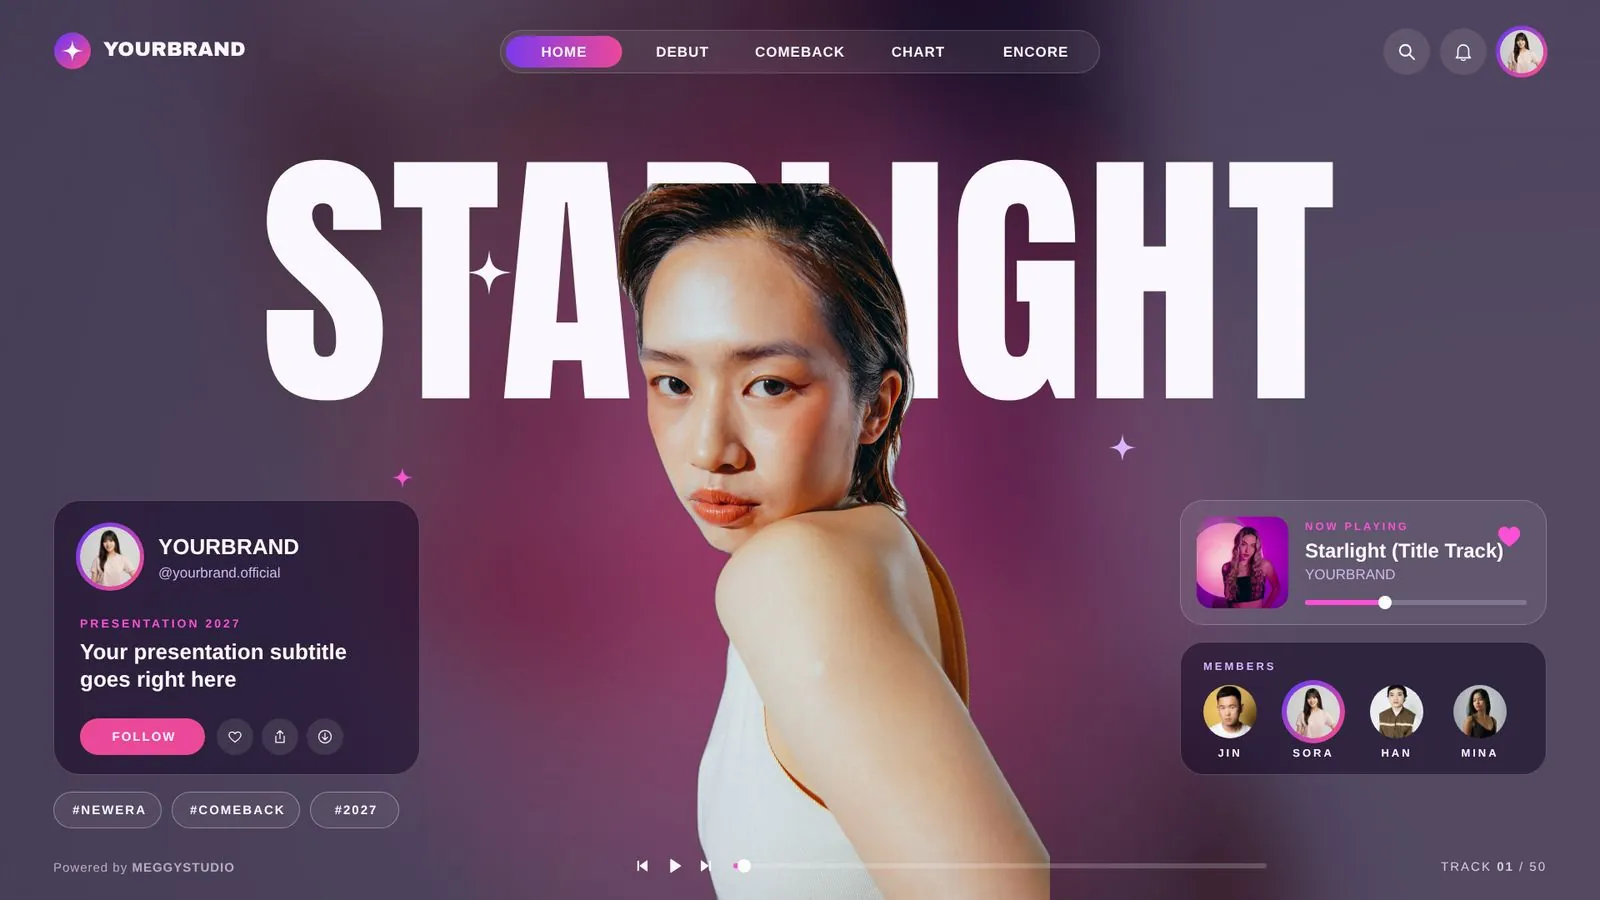 YOURBRAND
HOME DEBUT COMEBACK CHART ENCORE
STARLIGHT
YOURBRAND
@yourbrand.official
PRESENTATION 2027
Your presentation subtitle
goes right here
FOLLOW
#NEWERA #COMEBACK #2027
NOW PLAYING
Starlight (Title Track)
YOURBRAND
MEMBERS
JIN SORA HAN MINA
Powered by MEGGYSTUDIO
TRACK 01 / 50